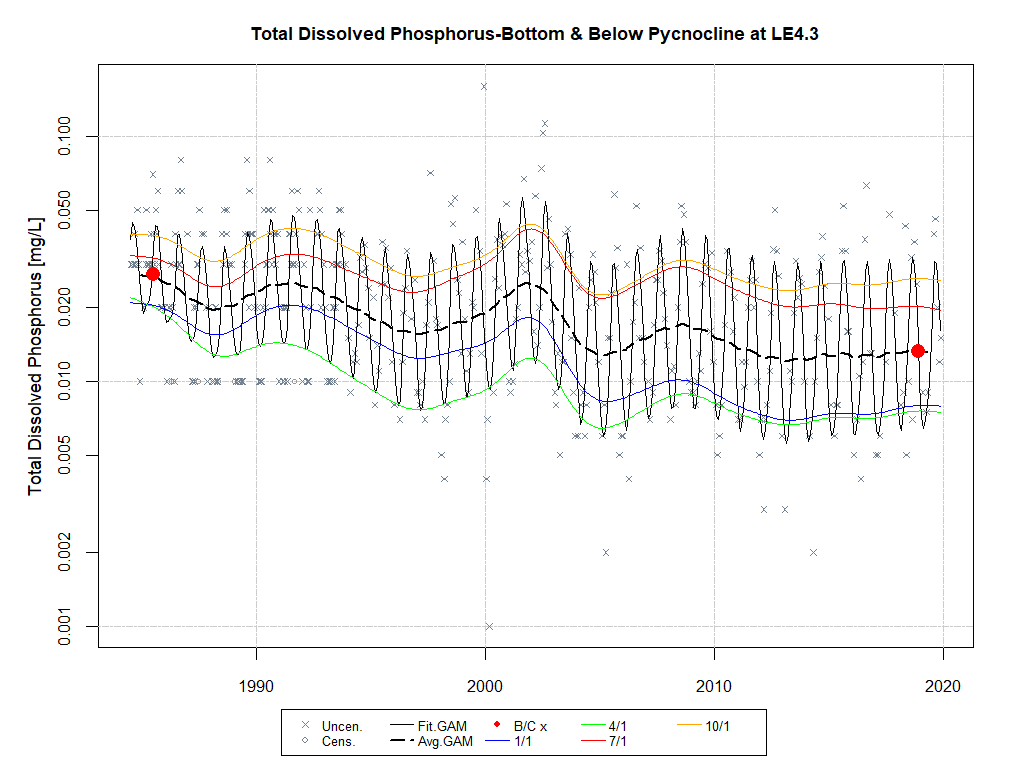 Total Dissolved Phosphorus-Bottom & Below Pycnocline at LE4.3
Total Dissolved Phosphorus [mg/L]
0.100
0.050
0.020
0.010
0.005
0.002
0.001
1990 2000 2010 2020
Uncen. Fit.GAM B/C x 4/1 10/1
Cens. Avg.GAM 1/1 7/1